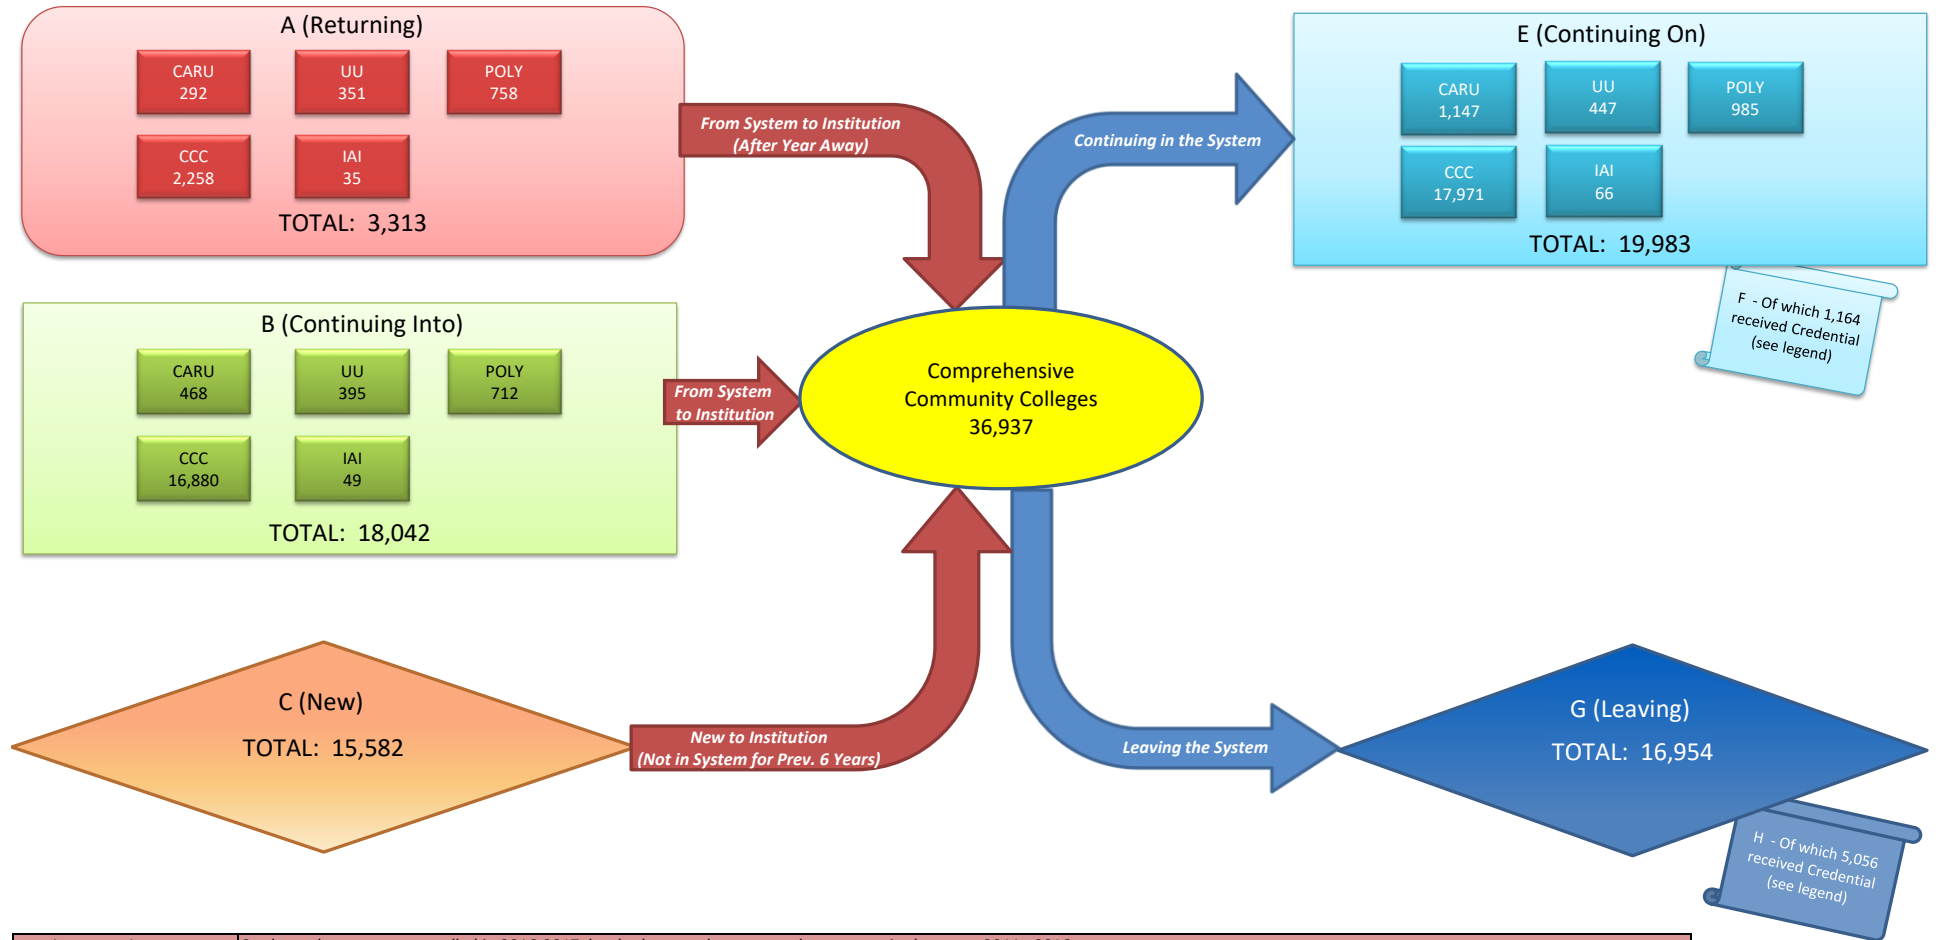 A (Returning)
CARU
292
UU
351
POLY
758
CCC
2,258
IAI
35
TOTAL: 3,313
From System to Institution
(After Year Away)
Continuing in the System
E (Continuing On)
CARU
1,147
UU
447
POLY
985
CCC
17,971
IAI
66
TOTAL: 19,983
F - Of which 1,164
received Credential
(see legend)
B (Continuing Into)
CARU
468
UU
395
POLY
712
CCC
16,880
IAI
49
TOTAL: 18,042
From System
to Institution
Comprehensive
Community Colleges
36,937
C (New)
TOTAL: 15,582
New to Institution
(Not in System for Prev. 6 Years)
Leaving the System
G (Leaving)
TOTAL: 16,954
H - Of which 5,056
received Credential
(see legend)